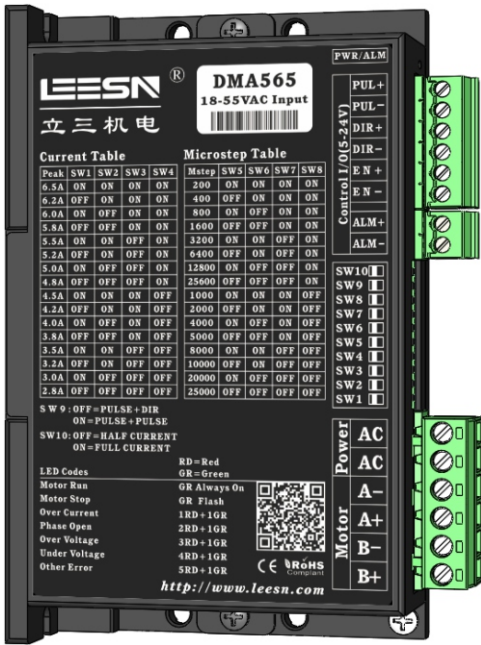 PWR/ALM
LEESN ®
立三机电
DMA565
18-55VAC Input
Current Table
Peak SW1 SW2 SW3 SW4
6.5A ON ON ON ON
6.2A OFF ON ON ON
6.0A ON OFF ON ON
5.8A OFF OFF ON ON
5.5A ON ON OFF ON
5.2A OFF ON OFF ON
5.0A ON OFF OFF ON
4.8A OFF OFF OFF ON
4.5A ON ON ON OFF
4.2A OFF ON ON OFF
4.0A ON OFF ON OFF
3.8A OFF OFF ON OFF
3.5A ON ON OFF OFF
3.2A OFF ON OFF OFF
3.0A ON OFF OFF OFF
2.8A OFF OFF OFF OFF
Microstep Table
Mstep SW5 SW6 SW7 SW8
200 ON ON ON ON
400 OFF ON ON ON
800 ON OFF ON ON
1600 OFF OFF ON ON
3200 ON ON OFF ON
6400 OFF ON OFF ON
12800 ON OFF OFF ON
25600 OFF OFF OFF ON
1000 ON ON ON OFF
2000 OFF ON ON OFF
4000 ON OFF ON OFF
5000 OFF OFF ON OFF
8000 ON ON OFF OFF
10000 OFF ON OFF OFF
20000 ON OFF OFF OFF
25000 OFF OFF OFF OFF
SW9:OFF=PULSE+DIR
ON=PULSE+PULSE
SW10:OFF=HALF CURRENT
ON=FULL CURRENT
RD=Red
LED Codes GR=Green
Motor Run GR Always On
Motor Stop GR Flash
Over Current 1RD+1GR
Phase Open 2RD+1GR
Over Voltage 3RD+1GR
Under Voltage 4RD+1GR
Other Error 5RD+1GR
CE RoHS
Compliant
http://www.leesn.com
Control I/O(5-24V)
PUL+
PUL-
DIR+
DIR-
EN+
EN-
ALM+
ALM-
SW10
SW9
SW8
SW7
SW6
SW5
SW4
SW3
SW2
SW1
Power
AC
AC
Motor
A-
A+
B-
B+